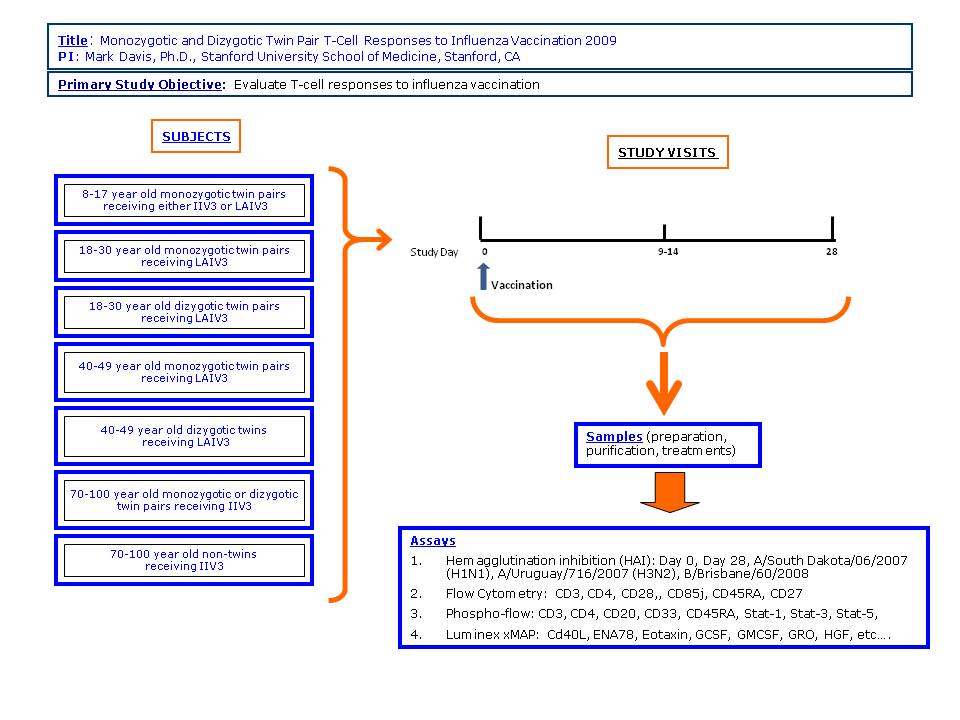 Title: Monozygotic and Dizygotic Twin Pair T-Cell Responses to Influenza Vaccination 2009
PI: Mark Davis, Ph.D., Stanford University School of Medicine, Stanford, CA
Primary Study Objective: Evaluate T-cell responses to influenza vaccination
SUBJECTS
8-17 year old monozygotic twin pairs
receiving either IIV3 or LAIV3
18-30 year old monozygotic twin pairs
receiving LAIV3
18-30 year old dizygotic twin pairs
receiving LAIV3
40-49 year old monozygotic twin pairs
receiving LAIV3
40-49 year old dizygotic twins
receiving LAIV3
70-100 year old monozygotic or dizygotic
twin pairs receiving IIV3
70-100 year old non-twins
receiving IIV3
STUDY VISITS
Study Day 0 9-14 28
Vaccination
Samples (preparation,
purification, treatments)
Assays
1. Hemagglutination inhibition (HAI): Day 0, Day 28, A/South Dakota/06/2007
(H1N1), A/Uruguay/716/2007 (H3N2), B/Brisbane/60/2008
2. Flow Cytometry: CD3, CD4, CD28,, CD85j, CD45RA, CD27
3. Phospho-flow: CD3, CD4, CD20, CD33, CD45RA, Stat-1, Stat-3, Stat-5,
4. Luminex xMAP: Cd40L, ENA78, Eotaxin, GCSF, GMCSF, GRO, HGF, etc....